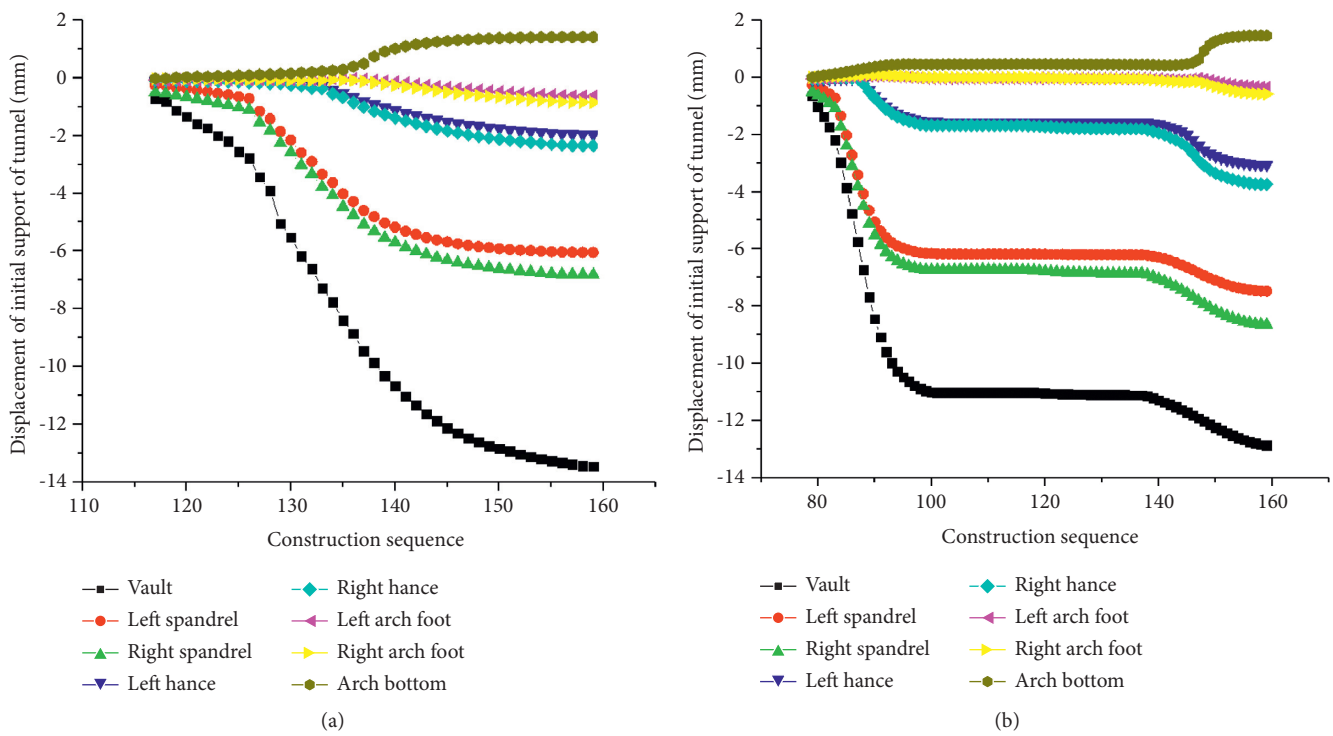 Displacement of initial support of tunnel (mm)
2
0
-2
-4
-6
-8
-10
-12
-14
110 120 130 140 150 160
Construction sequence
Vault
Left spandrel
Right spandrel
Left hance
Right hance
Left arch foot
Right arch foot
Arch bottom
(a)
Displacement of initial support of tunnel (mm)
2
0
-2
-4
-6
-8
-10
-12
-14
80 100 120 140 160
Construction sequence
Vault
Left spandrel
Right spandrel
Left hance
Right hance
Left arch foot
Right arch foot
Arch bottom
(b)